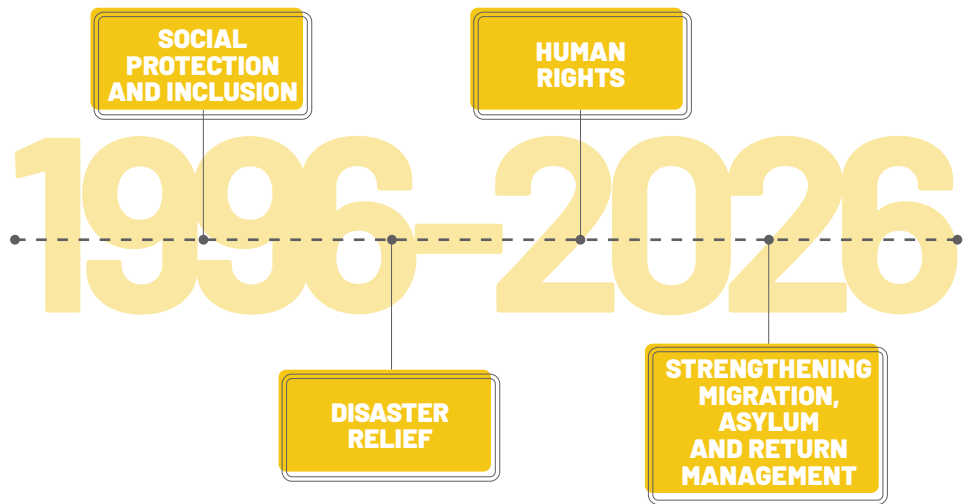 SOCIAL
PROTECTION
AND INCLUSION
HUMAN
RIGHTS
1996–2026
DISASTER
RELIEF
STRENGTHENING
MIGRATION,
ASYLUM
AND RETURN
MANAGEMENT